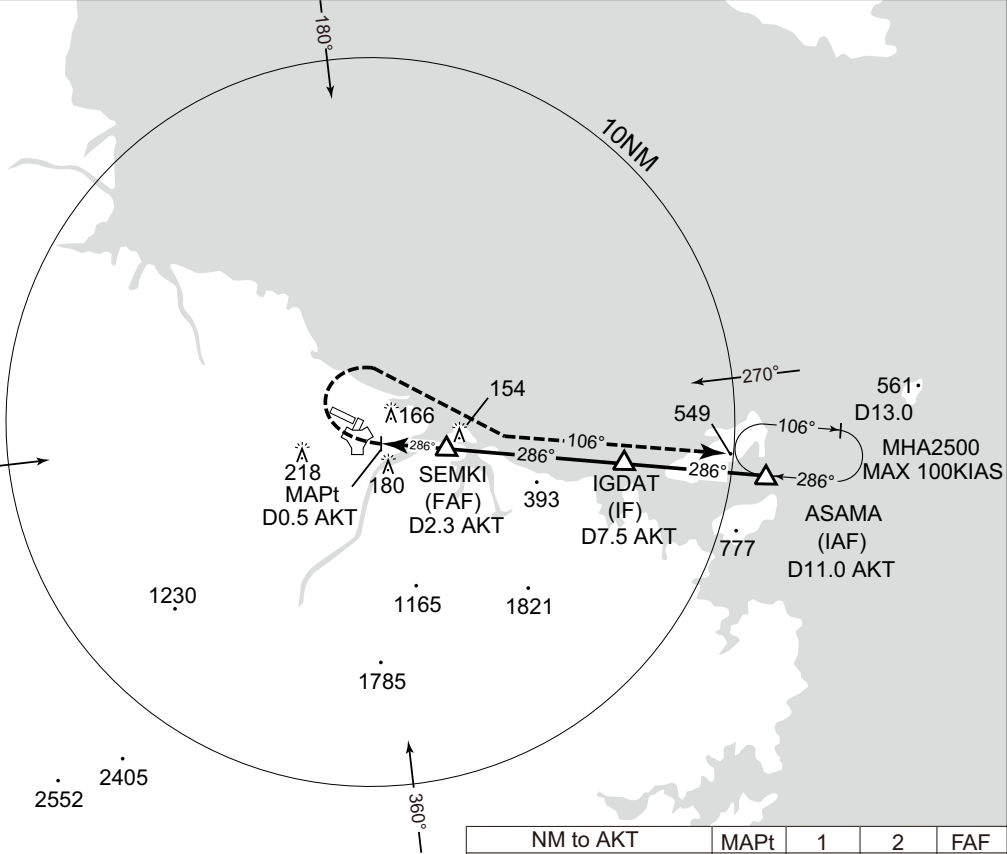 180°
10NM
270°
561
D13.0
106°
MHA2500
MAX 100KIAS
286°
ASAMA
(IAF)
D11.0 AKT
549
777
154
166
106°
286°
286°
286°
218
MAPt
D0.5 AKT
180
SEMKI
(FAF)
D2.3 AKT
393
IGDAT
(IF)
D7.5 AKT
1230
1165
1821
1785
2405
2552
360°
NM to AKT MAPt 1 2 FAF